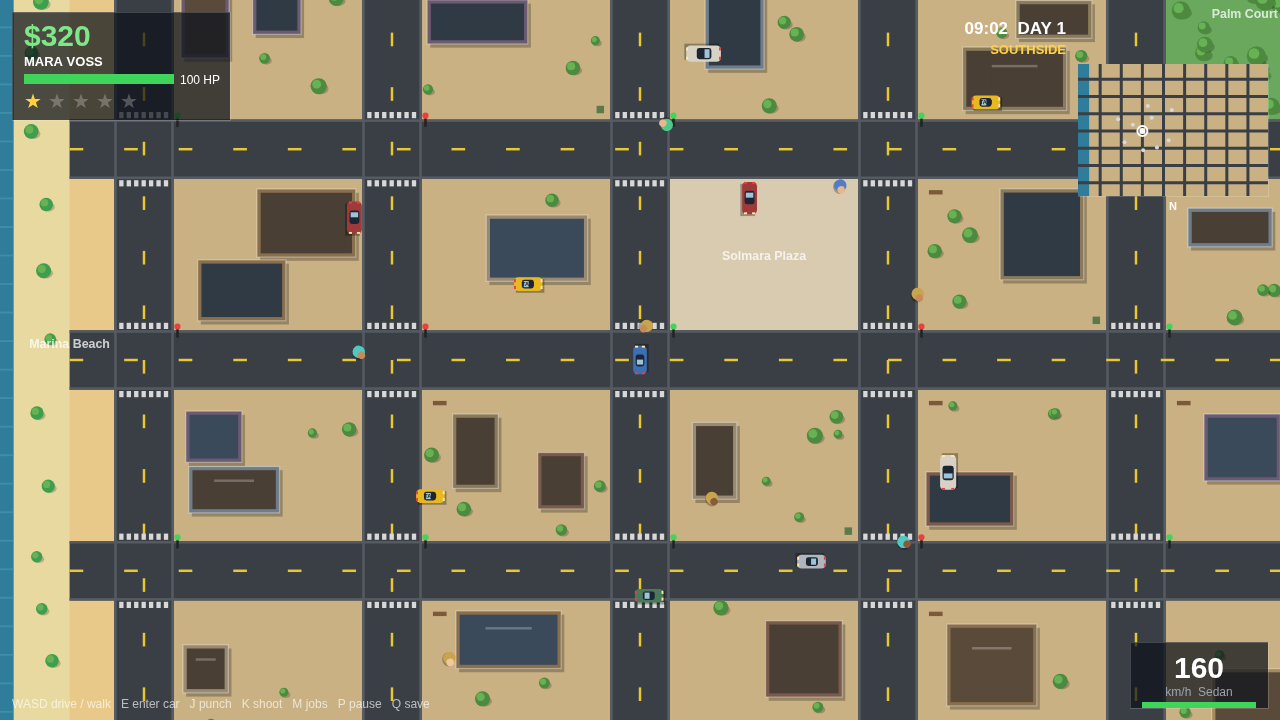 $320
MARA VOSS
100 HP
09:02 DAY 1
SOUTHSIDE
Palm Court
N
Solmara Plaza
Marina Beach
160
km/h Sedan
WASD drive / walk E enter car J punch K shoot M jobs P pause Q save